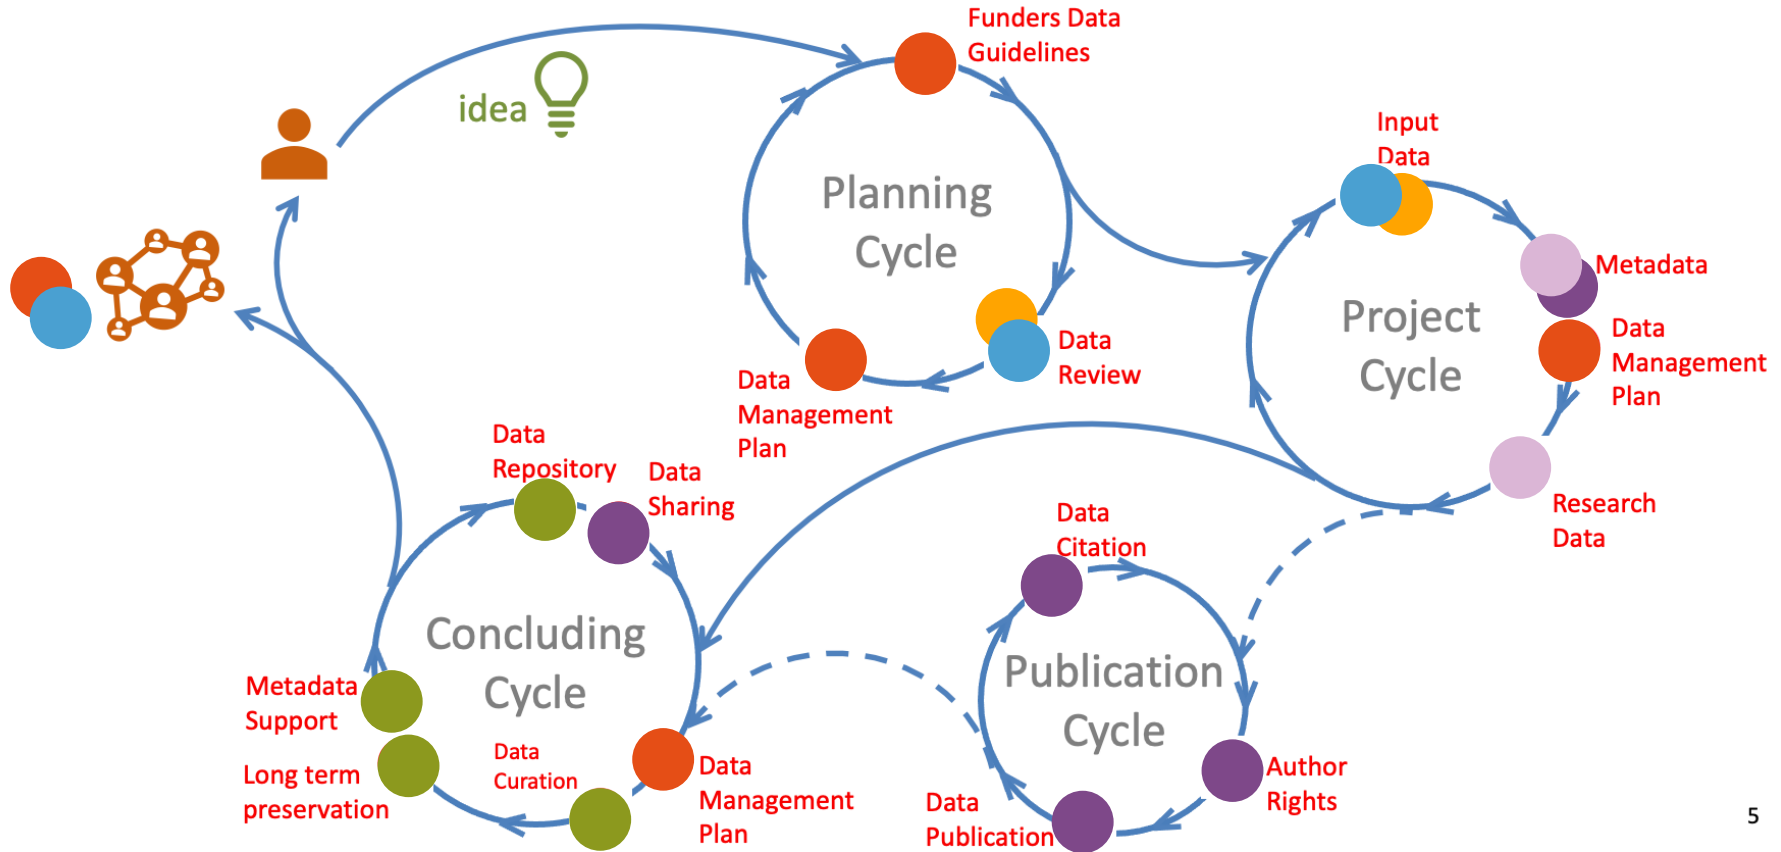 Funders Data
Guidelines
idea
Planning
Cycle
Data
Review
Data
Management
Plan
Input
Data
Metadata
Data
Management
Plan
Project
Cycle
Research
Data
Data
Repository
Data
Sharing
Concluding
Cycle
Metadata
Support
Long term
preservation
Data
Curation
Data
Management
Plan
Data
Citation
Publication
Cycle
Author
Rights
Data
Publication
5